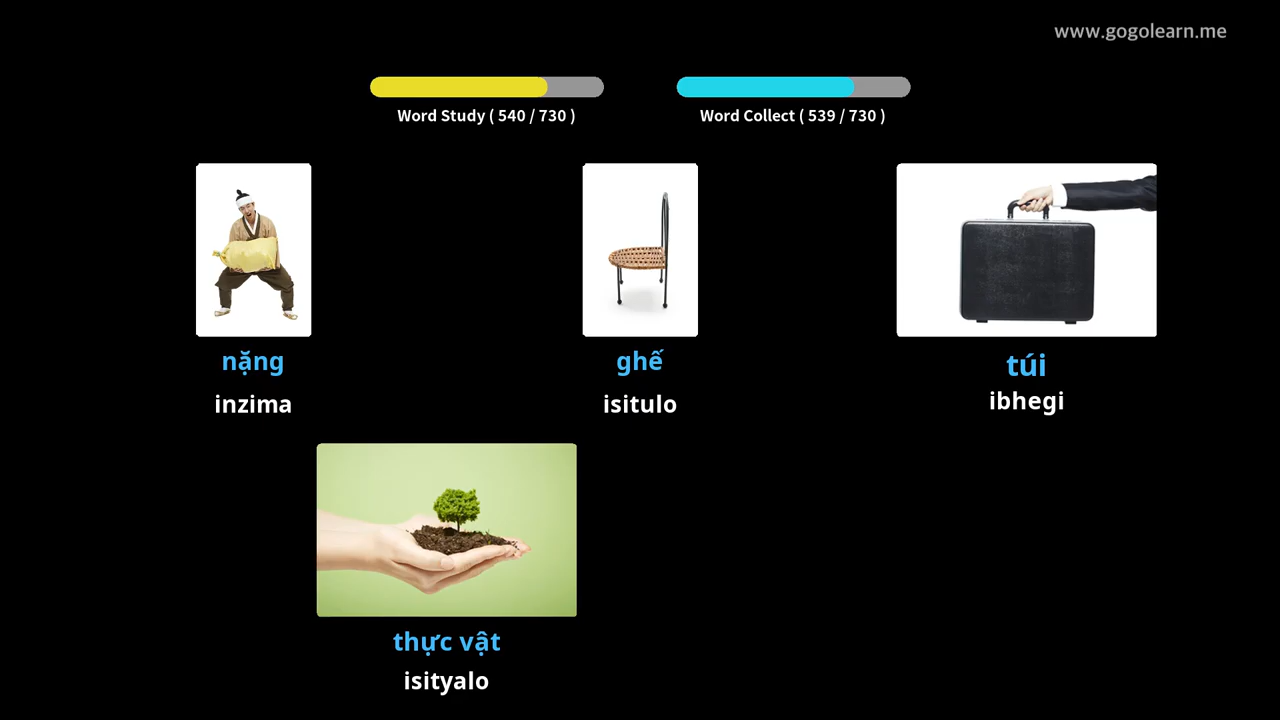 www.gogolearn.me
Word Study ( 540 / 730 )
Word Collect ( 539 / 730 )
nặng
inzima
ghế
isitulo
túi
ibhegi
thực vật
isityalo